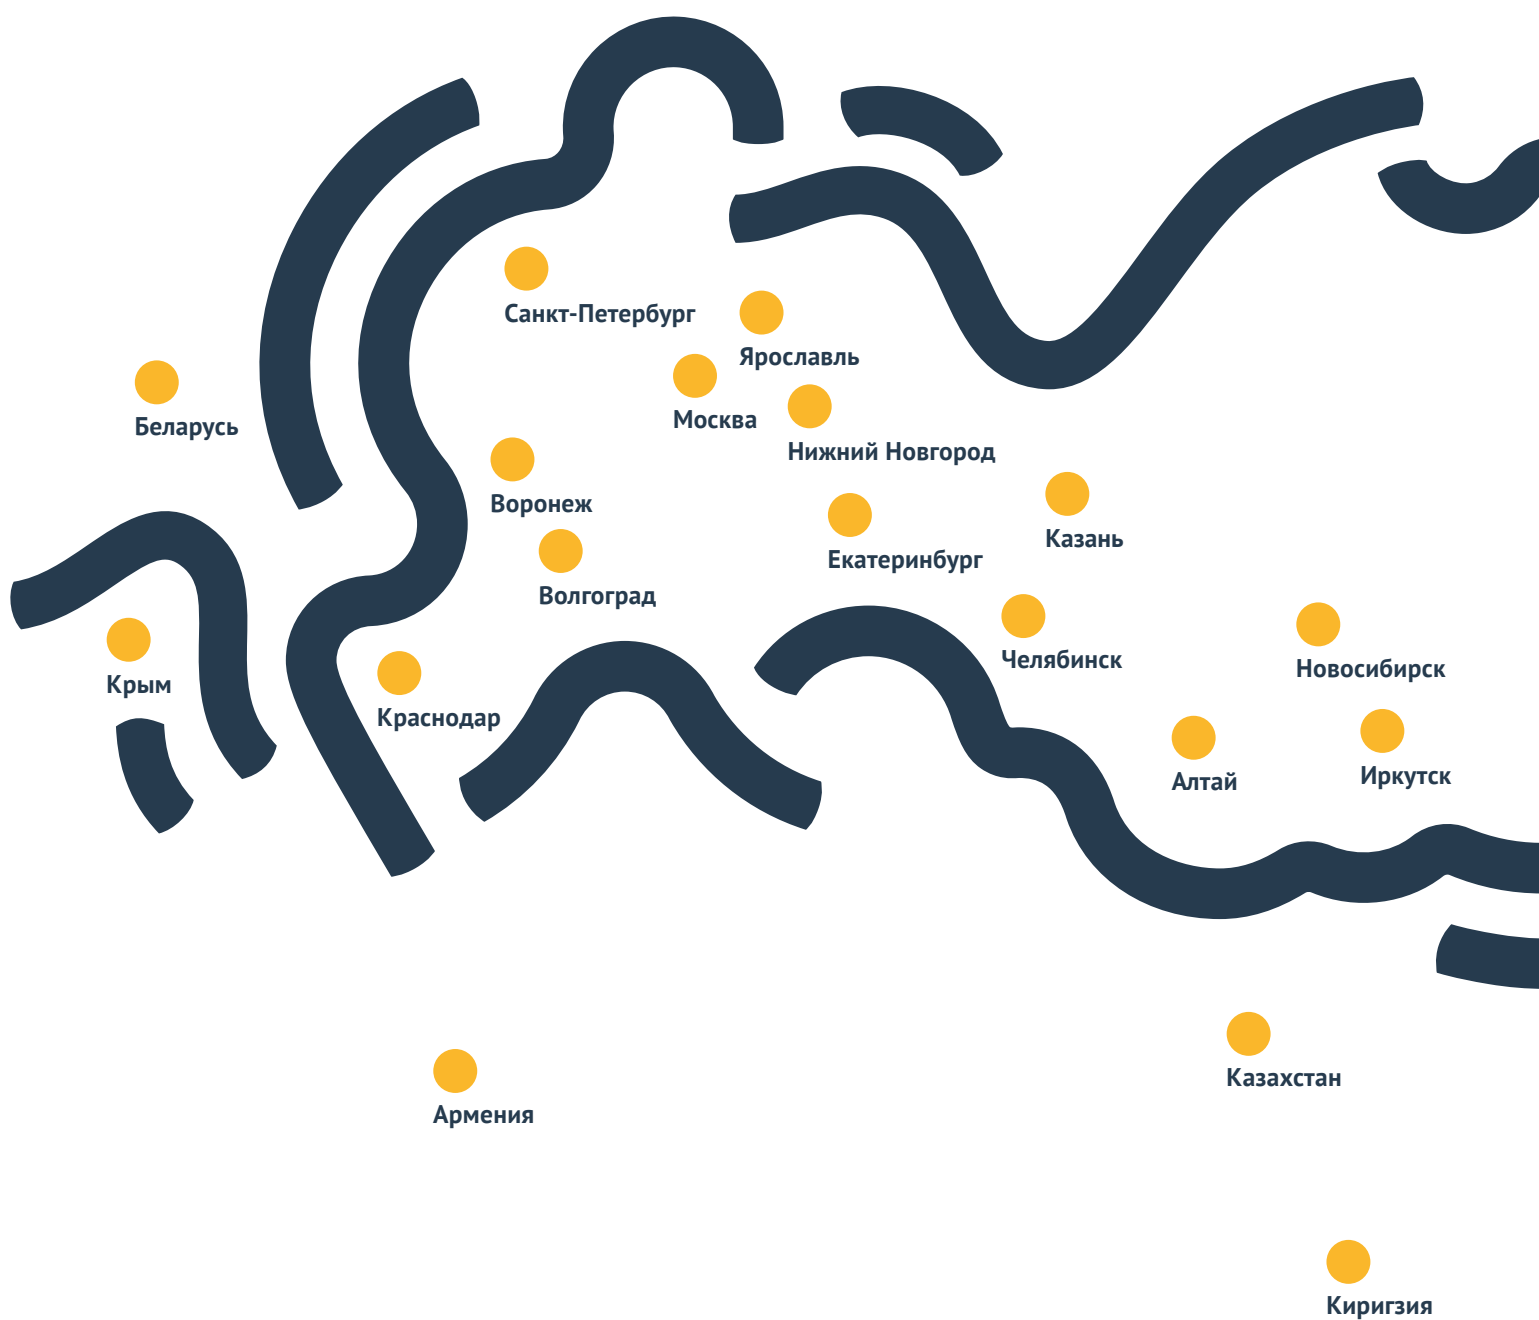 Санкт-Петербург
Ярославль
Москва
Беларусь
Нижний Новгород
Воронеж
Казань
Екатеринбург
Волгоград
Челябинск
Новосибирск
Крым
Краснодар
Иркутск
Алтай
Казахстан
Армения
Киригзия